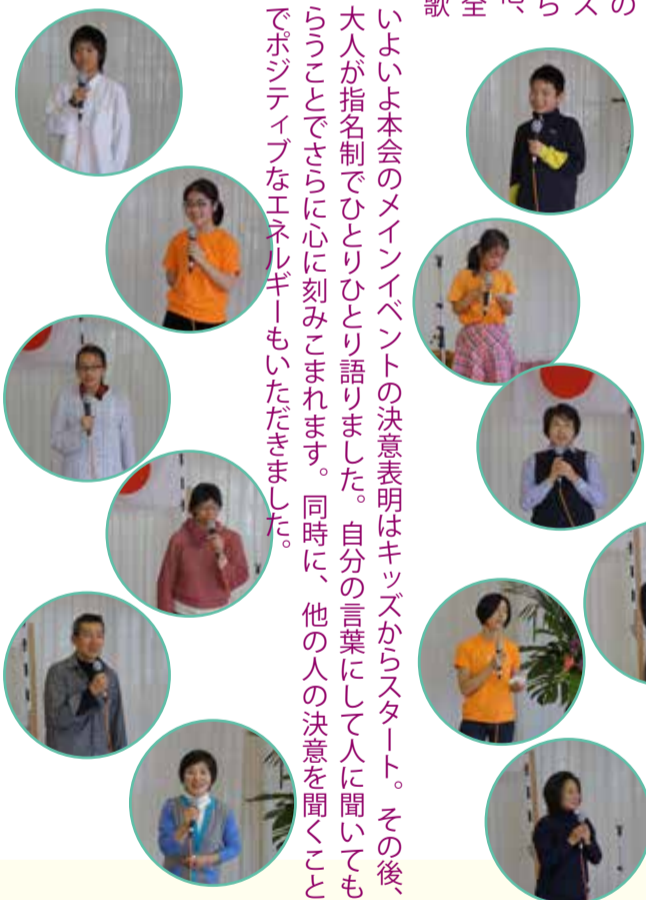 いよいよ本会のメインイベントの決意表明はキッズからスタート。その後、
大人が指名制でひとりひとり語りました。自分の言葉にして人に聞いても
らうことでさらに心に刻みこまれます。同時に、他の人の決意を聞くこと
でポジティブなエネルギーもいただきました。